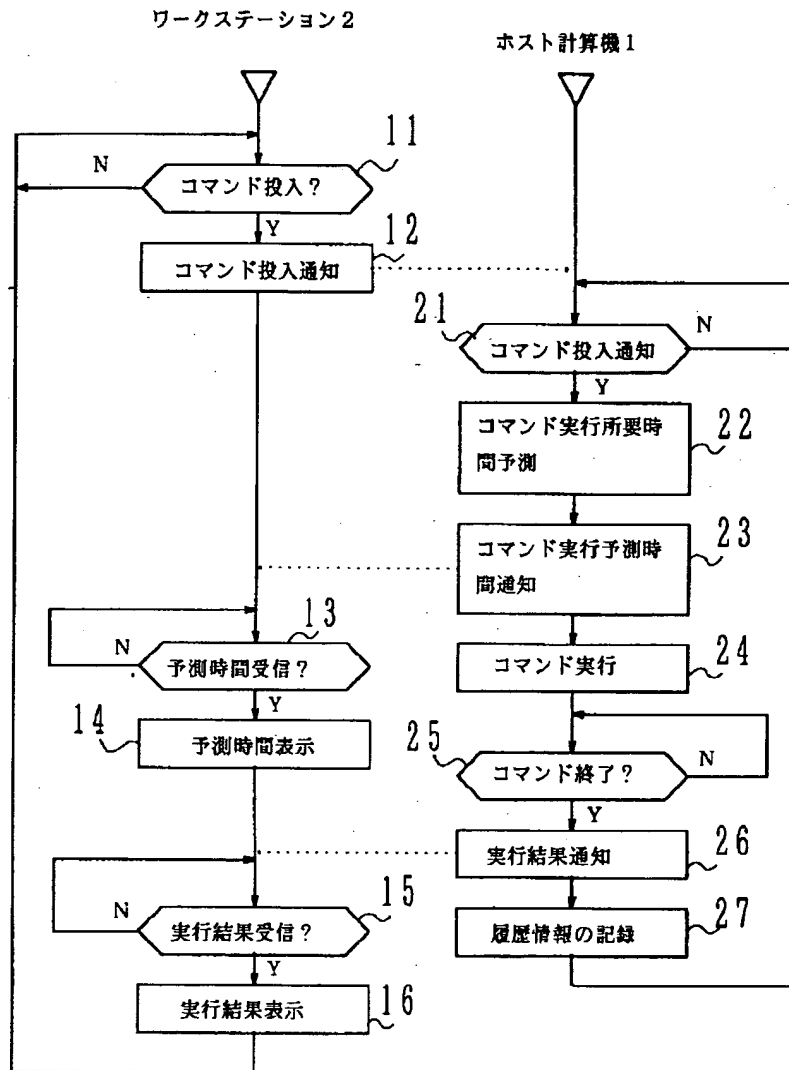 ワークステーション2
ホスト計算機1
11
N
コマンド投入?
Y
12
コマンド投入通知
21
N
コマンド投入通知
Y
コマンド実行所要時
間予測
22
コマンド実行予測時
間通知
23
13
N
予測時間受信?
Y
コマンド実行
24
14
予測時間表示
25
コマンド終了?
N
Y
実行結果通知
26
15
N
実行結果受信?
Y
履歴情報の記録
27
実行結果表示
16